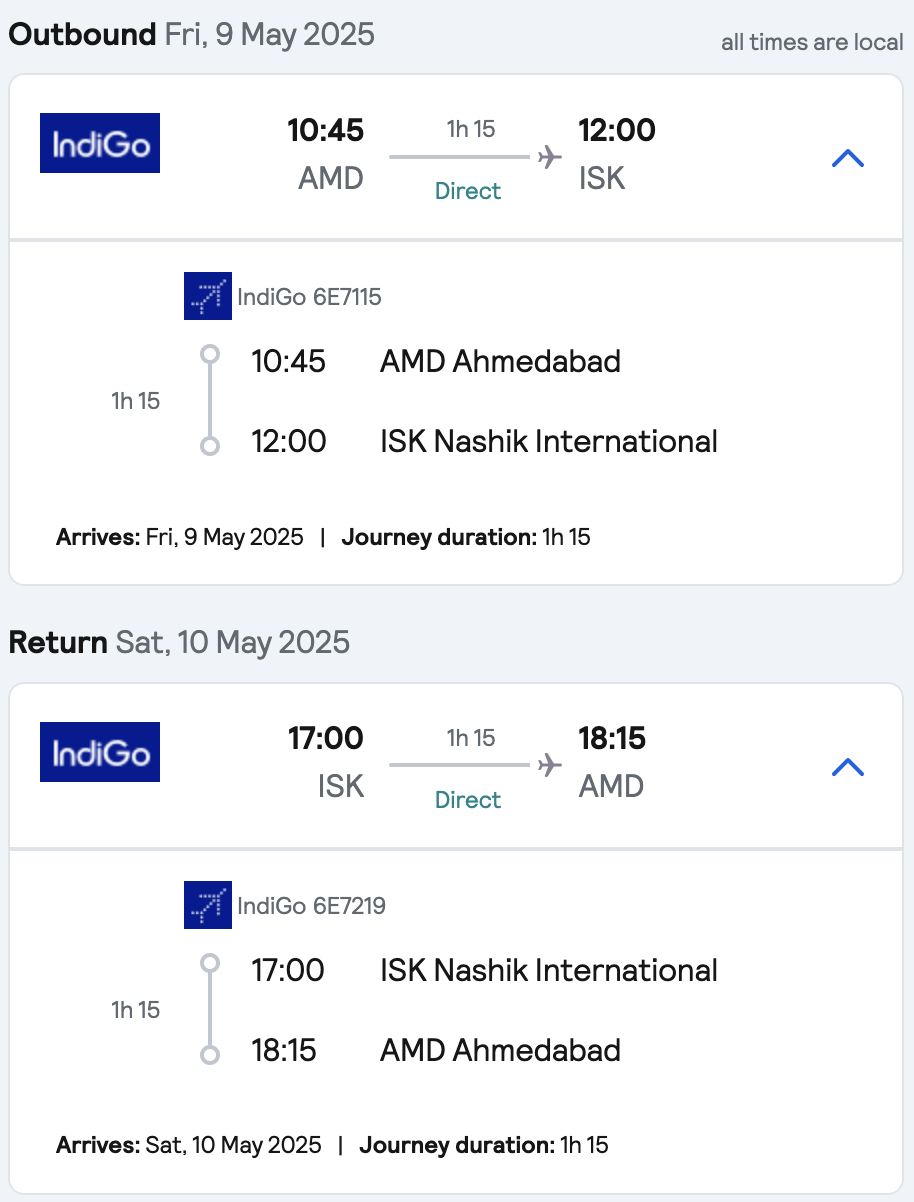 Outbound Fri, 9 May 2025
all times are local
IndiGo
10:45
1h 15
12:00
AMD
Direct
ISK
IndiGo 6E7115
10:45 AMD Ahmedabad
1h 15
12:00 ISK Nashik International
Arrives: Fri, 9 May 2025 | Journey duration: 1h 15
Return Sat, 10 May 2025
IndiGo
17:00
1h 15
18:15
ISK
Direct
AMD
IndiGo 6E7219
17:00 ISK Nashik International
1h 15
18:15 AMD Ahmedabad
Arrives: Sat, 10 May 2025 | Journey duration: 1h 15